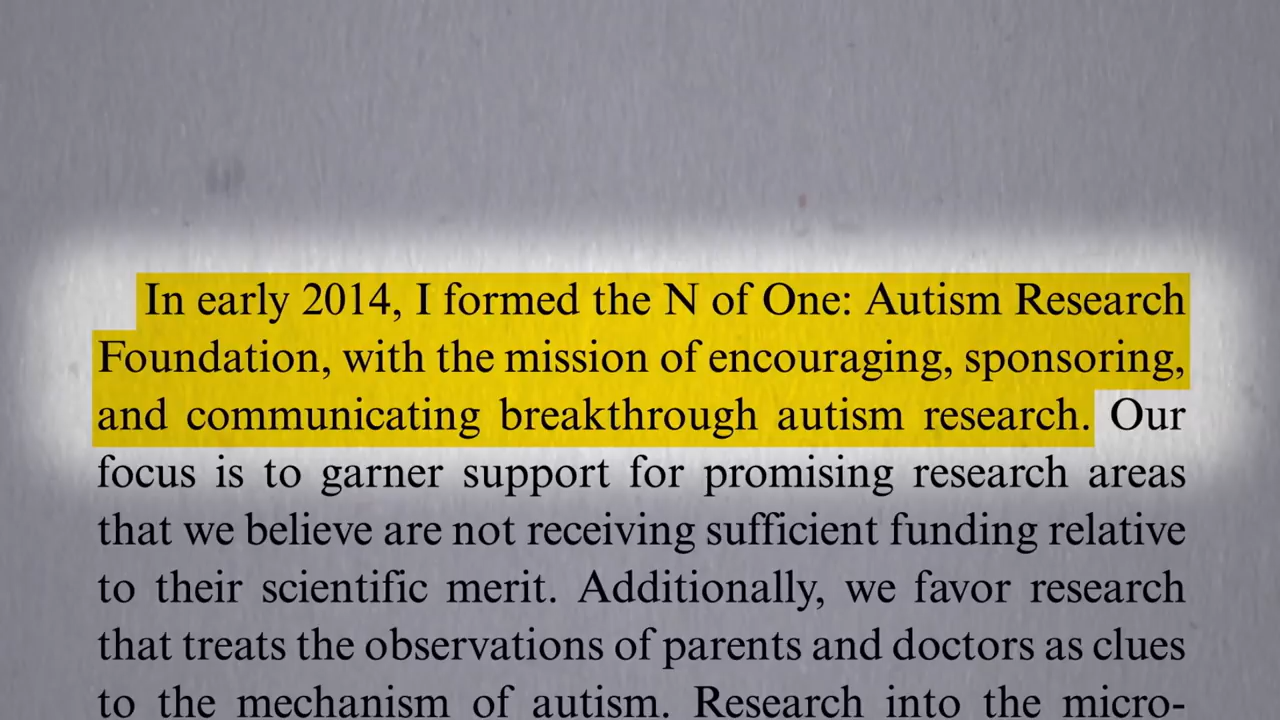 In early 2014, I formed the N of One: Autism Research
Foundation, with the mission of encouraging, sponsoring,
and communicating breakthrough autism research. Our
focus is to garner support for promising research areas
that we believe are not receiving sufficient funding relative
to their scientific merit. Additionally, we favor research
that treats the observations of parents and doctors as clues
to the mechanism of autism. Research into the micro-